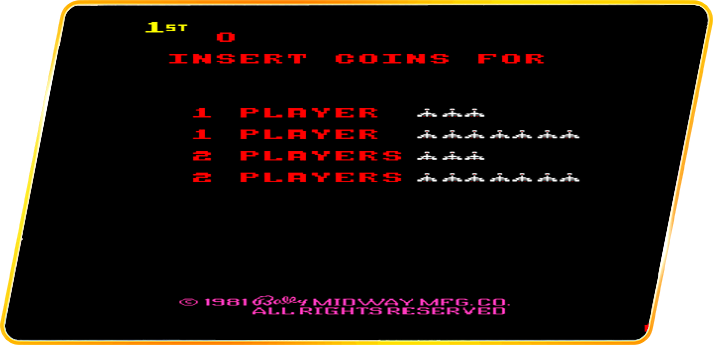 1ST
0
INSERT COINS FOR
1 PLAYER
1 PLAYER
2 PLAYERS
2 PLAYERS
© 1981 Bally MIDWAY MFG. CO.
ALL RIGHTS RESERVED